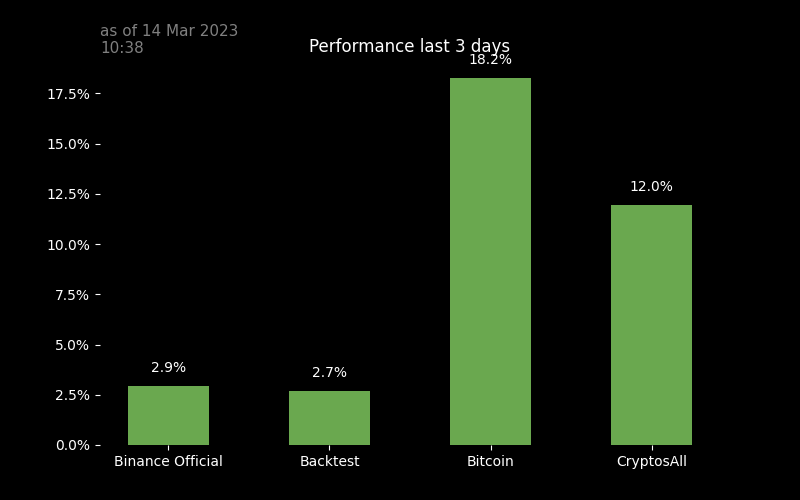 as of 14 Mar 2023
10:38
Performance last 3 days
18.2%
17.5%
15.0%
12.5%
12.0%
10.0%
7.5%
5.0%
2.9%
2.7%
2.5%
0.0%
Binance Official
Backtest
Bitcoin
CryptosAll